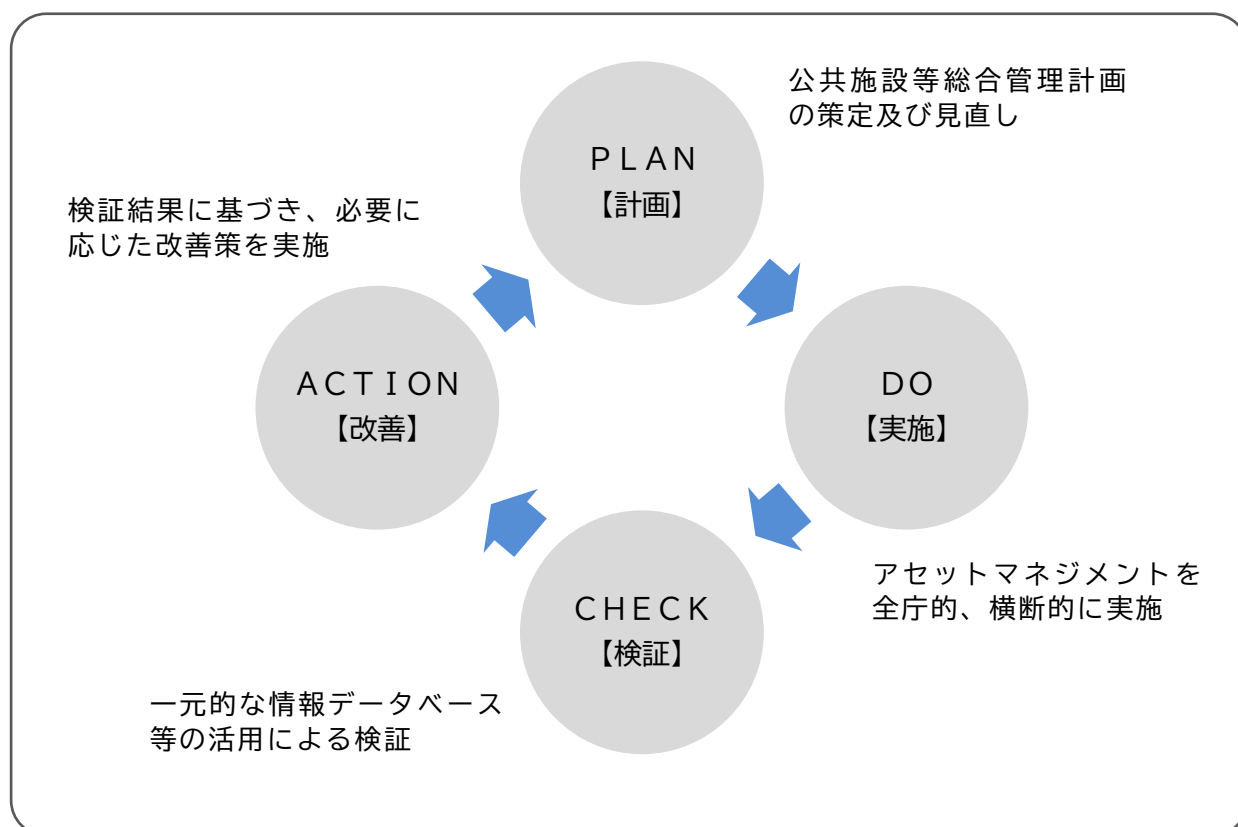 ＰＬＡＮ
【計画】
公共施設等総合管理計画
の策定及び見直し
ＤＯ
【実施】
アセットマネジメントを
全庁的、横断的に実施
ＣＨＥＣＫ
【検証】
一元的な情報データベース
等の活用による検証
ＡＣＴＩＯＮ
【改善】
検証結果に基づき、必要に
応じた改善策を実施